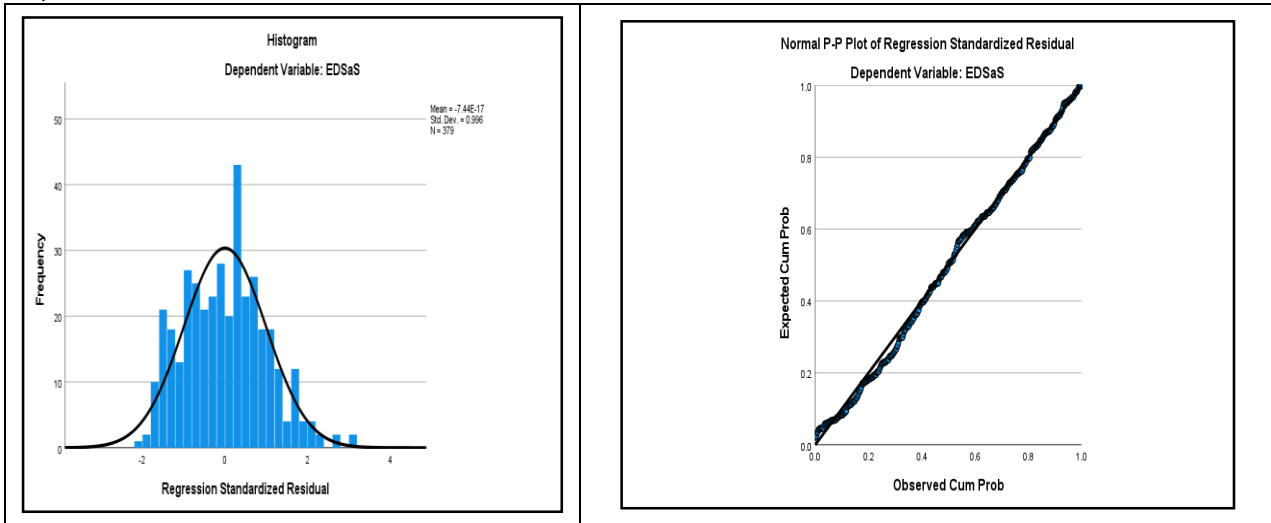 Histogram
Dependent Variable: EDSaS
Mean = -7.44E-17
Std. Dev. = 0.996
N = 379
50
40
30
20
10
0
Frequency
-2
0
2
4
Regression Standardized Residual
Normal P-P Plot of Regression Standardized Residual
Dependent Variable: EDSaS
1.0
0.8
0.6
0.4
0.2
0.0
Expected Cum Prob
0.0
0.2
0.4
0.6
0.8
1.0
Observed Cum Prob